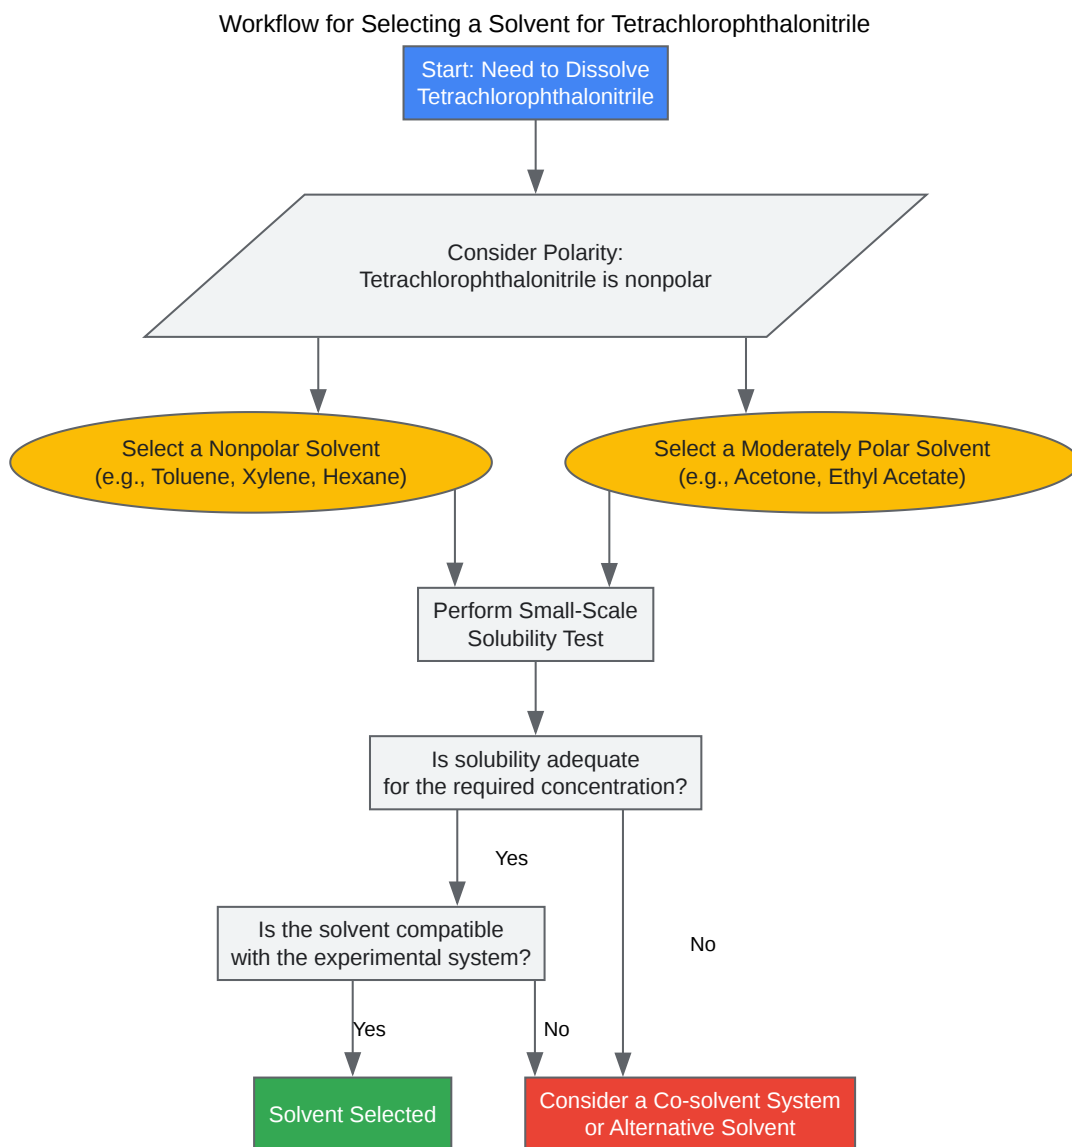 Workflow for Selecting a Solvent for Tetrachlorophthalonitrile
Start: Need to Dissolve
Tetrachlorophthalonitrile
Consider Polarity:
Tetrachlorophthalonitrile is nonpolar
Select a Nonpolar Solvent
(e.g., Toluene, Xylene, Hexane)
Select a Moderately Polar Solvent
(e.g., Acetone, Ethyl Acetate)
Perform Small-Scale
Solubility Test
Is solubility adequate
for the required concentration?
Yes
Is the solvent compatible
with the experimental system?
No
Yes
No
Solvent Selected
Consider a Co-solvent System
or Alternative Solvent